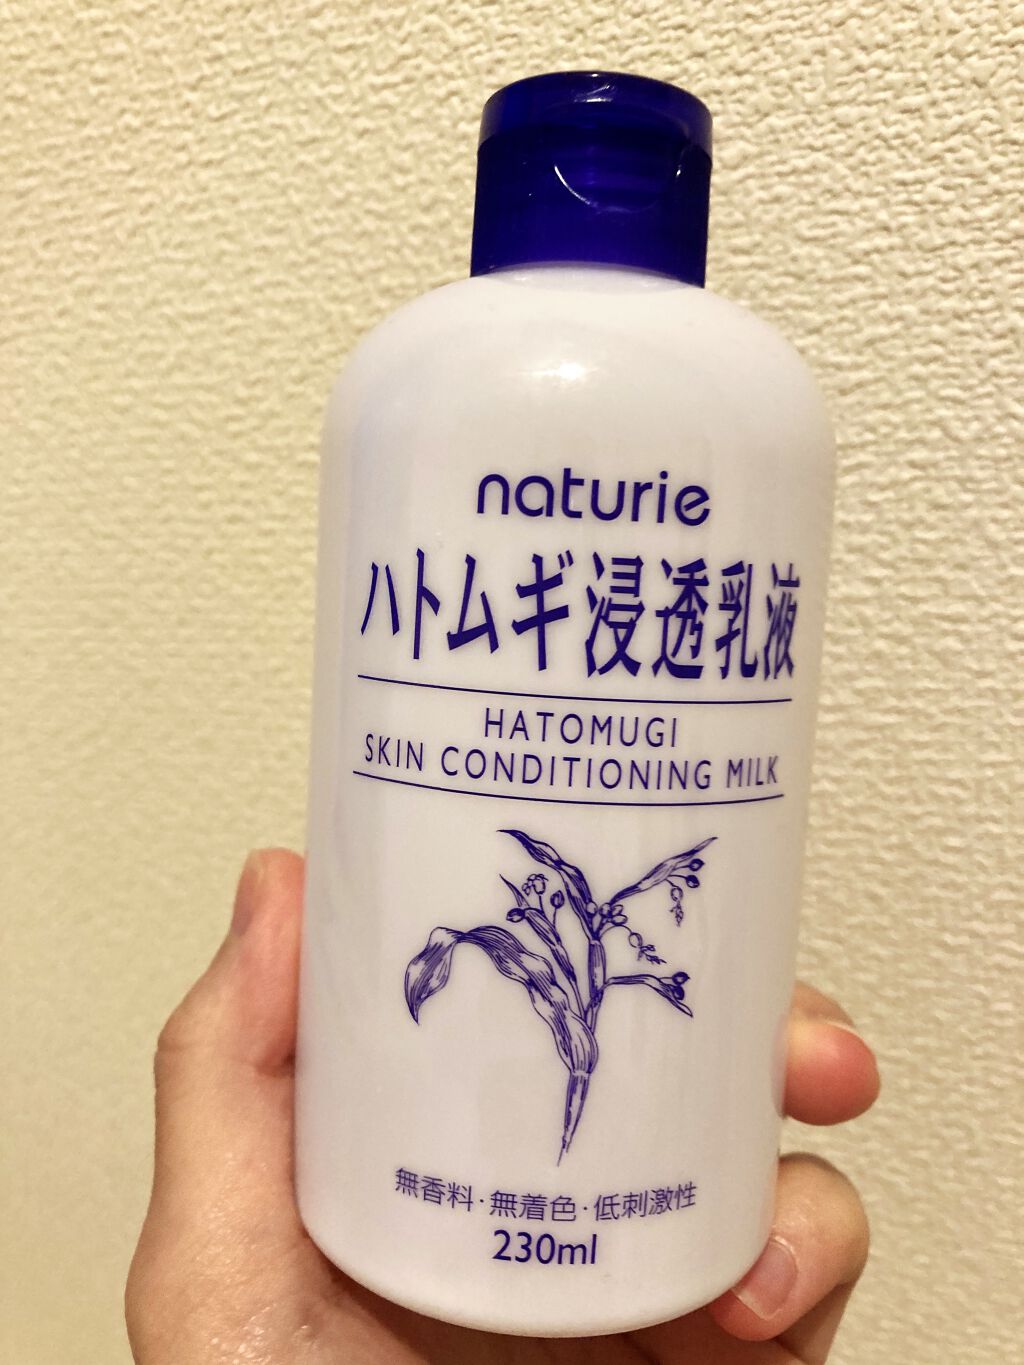 naturie
ハトムギ浸透乳液
HATOMUGI
SKIN CONDITIONING MILK
無香料・無着色・低刺激性
230ml